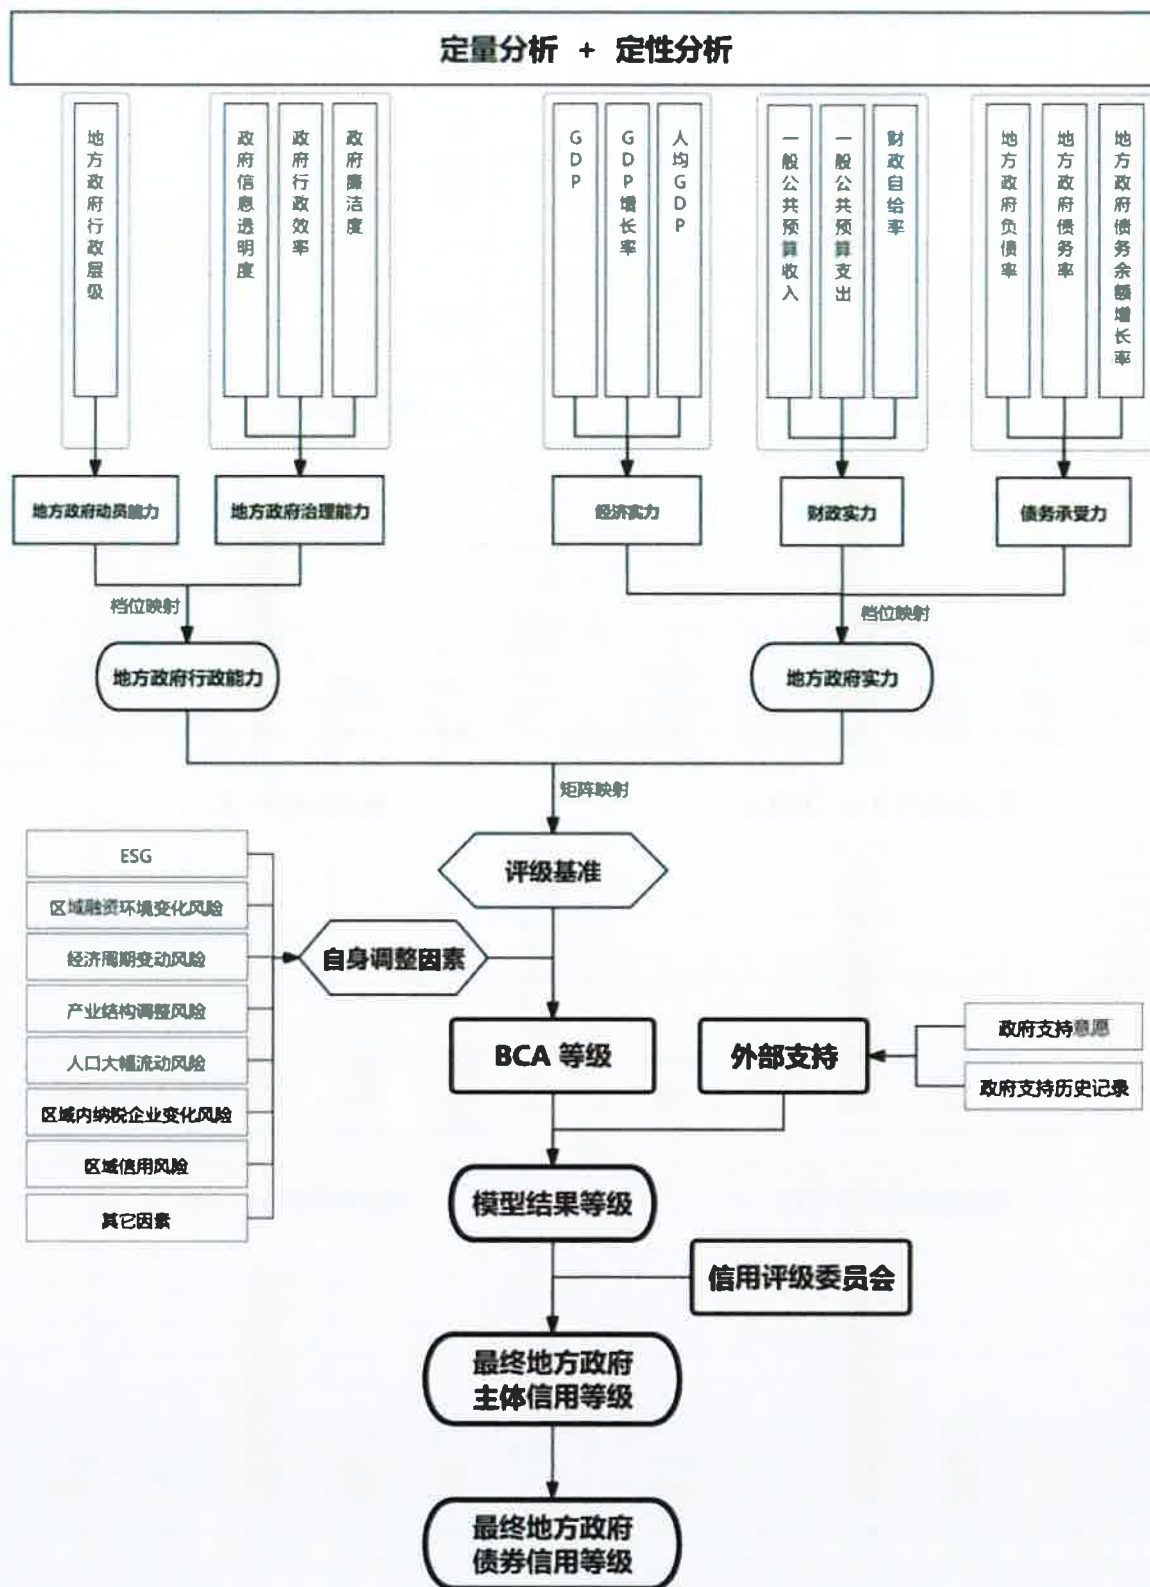 定量分析 + 定性分析
地方政府行政层级
政府信息透明度
政府行政效率
政府廉洁度
GDP
GDP增长率
人均GDP
一般公共预算收入
一般公共预算支出
财政自给率
地方政府负债率
地方政府债务率
地方政府债务余额增长率
地方政府动员能力
地方政府治理能力
经济实力
财政实力
债务承受力
档位映射
档位映射
地方政府行政能力
地方政府实力
矩阵映射
评级基准
ESG
区域融资环境变化风险
经济周期变动风险
产业结构调整风险
人口大幅流动风险
区域内纳税企业变化风险
区域信用风险
其它因素
自身调整因素
BCA 等级
外部支持
政府支持意愿
政府支持历史记录
模型结果等级
信用评级委员会
最终地方政府
主体信用等级
最终地方政府
债券信用等级